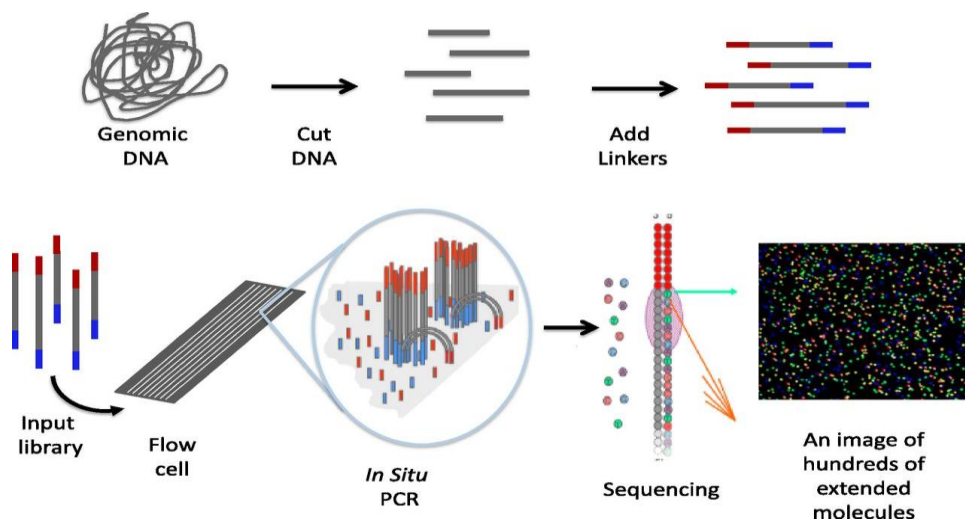 Genomic
DNA
Cut
DNA
Add
Linkers
Input
library
Flow
cell
In Situ
PCR
Sequencing
An image of
hundreds of
extended
molecules